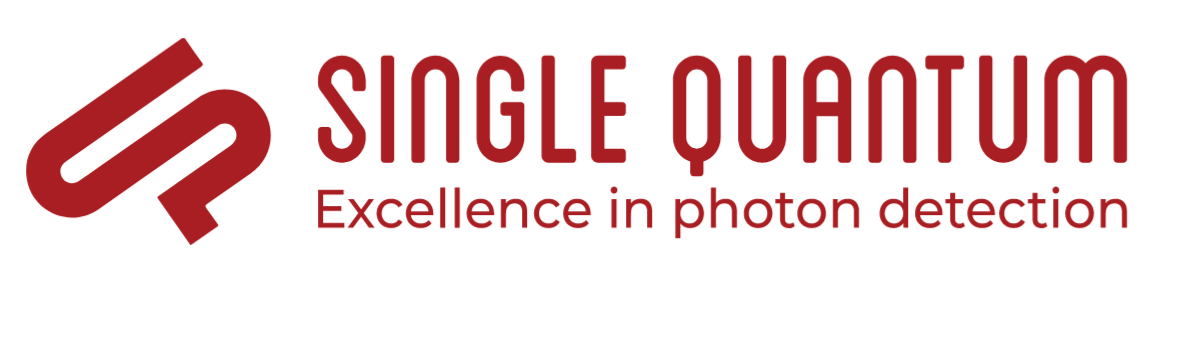 SINGLE QUANTUM
Excellence in photon detection